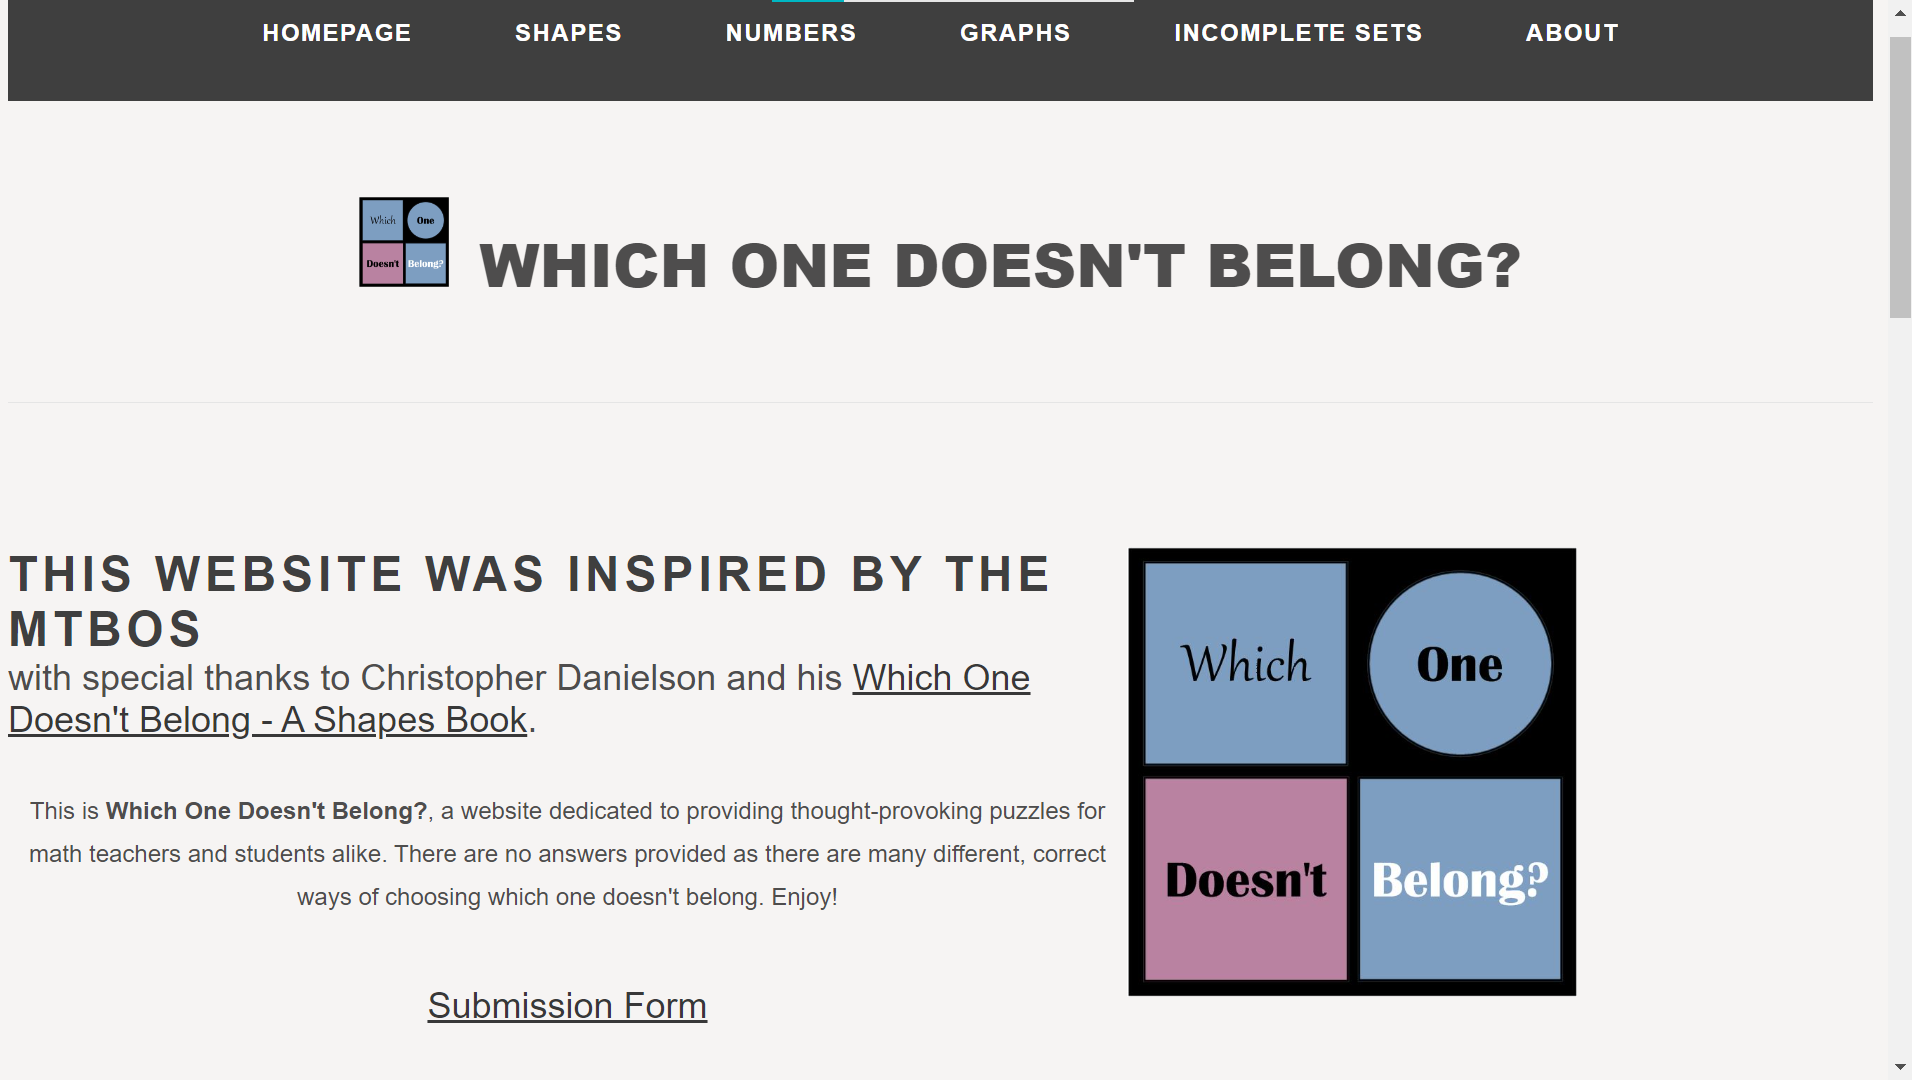 HOMEPAGE SHAPES NUMBERS GRAPHS INCOMPLETE SETS ABOUT
Which One
Doesn't Belong?
WHICH ONE DOESN'T BELONG?
THIS WEBSITE WAS INSPIRED BY THE
MTBOS
with special thanks to Christopher Danielson and his Which One
Doesn't Belong - A Shapes Book.
This is Which One Doesn't Belong?, a website dedicated to providing thought-provoking puzzles for
math teachers and students alike. There are no answers provided as there are many different, correct
ways of choosing which one doesn't belong. Enjoy!
Submission Form
Which One
Doesn't Belong?